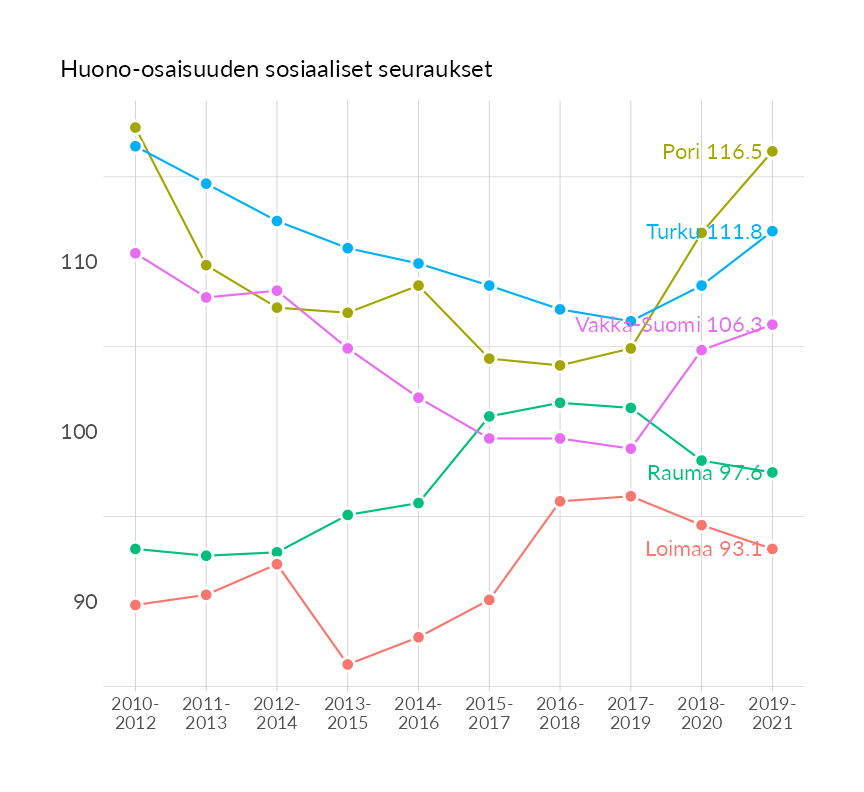 Huono-osaisuuden sosiaaliset seuraukset
Pori 116.5
Turku 111.8
110
Vakka-Suomi 106.3
100
Rauma 97.6
Loimaa 93.1
90
2010- 2011- 2012- 2013- 2014- 2015- 2016- 2017- 2018- 2019-
2012 2013 2014 2015 2016 2017 2018 2019 2020 2021